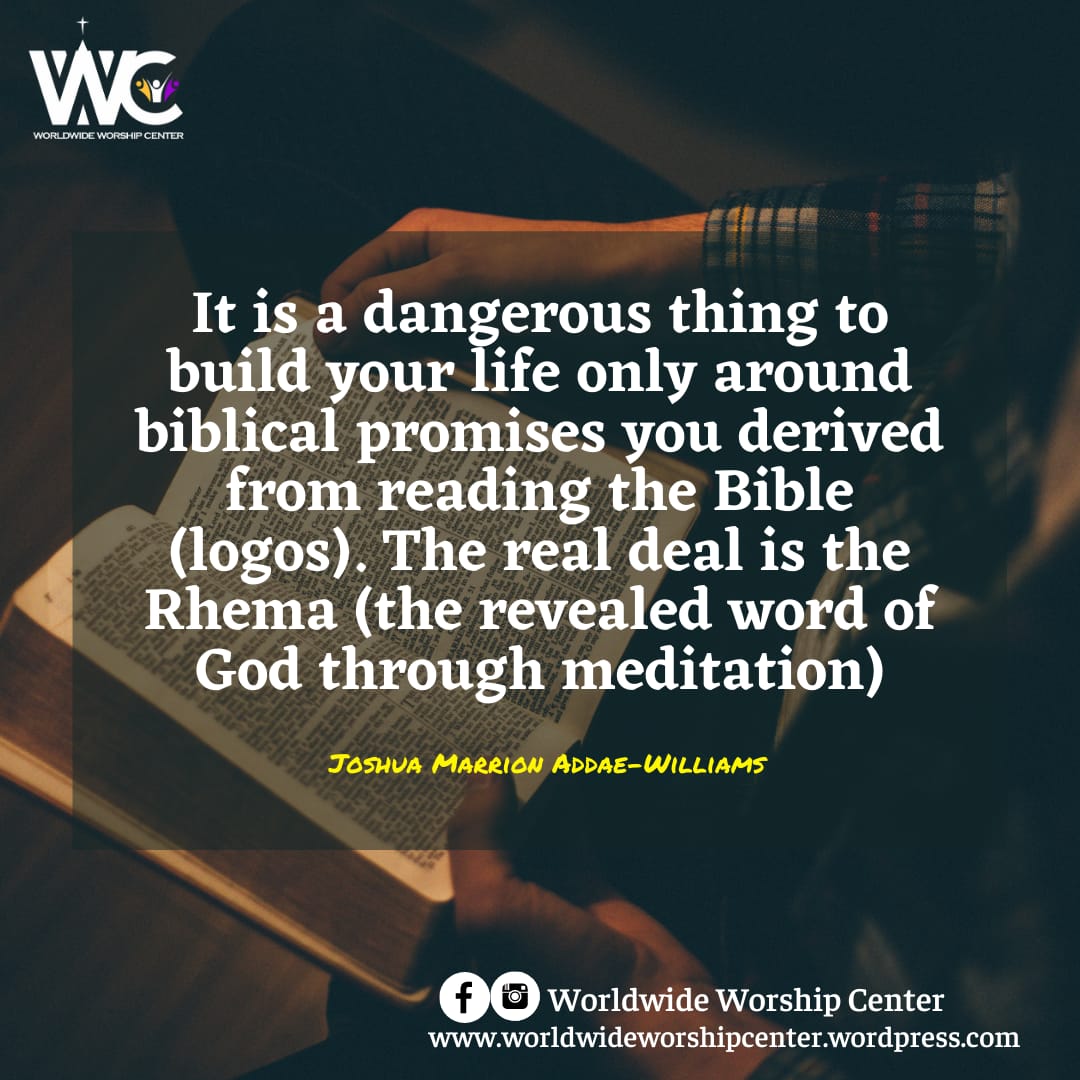 WWC
WORLDWIDE WORSHIP CENTER
It is a dangerous thing to
build your life only around
biblical promises you derived
from reading the Bible
(logos). The real deal is the
Rhema (the revealed word of
God through meditation)
Joshua Marrion Addae-Williams
Worldwide Worship Center
www.worldwideworshipcenter.wordpress.com